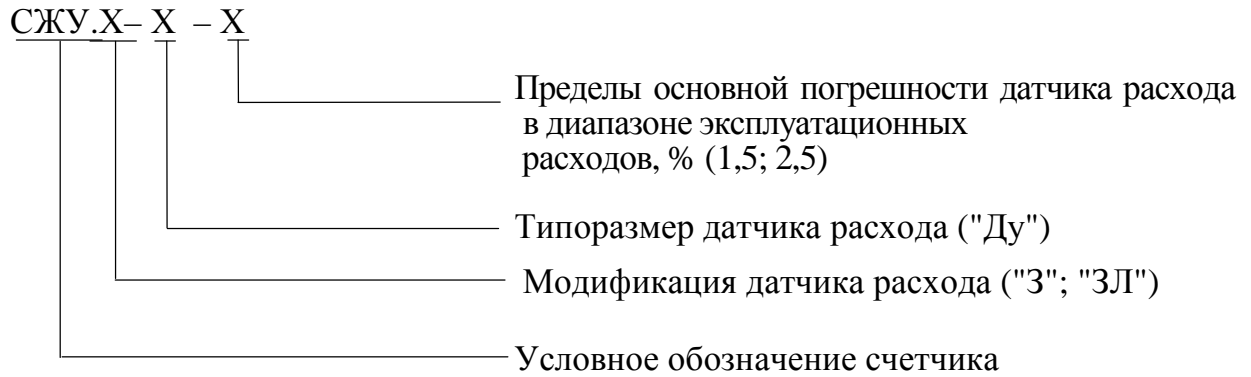 СЖУ.Х– Х – Х
Пределы основной погрешности датчика расхода
в диапазоне эксплуатационных
расходов, % (1,5; 2,5)
Типоразмер датчика расхода ("Ду")
Модификация датчика расхода ("З"; "ЗЛ")
Условное обозначение счетчика